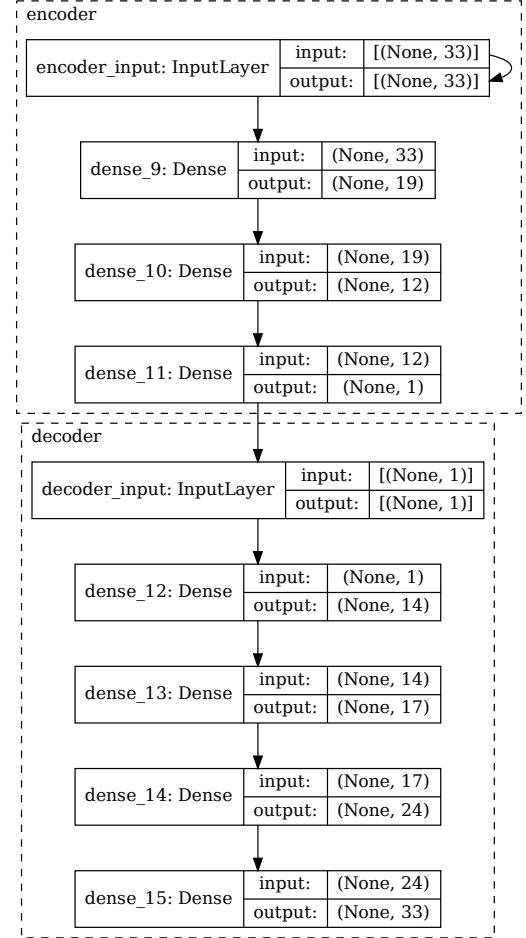 encoder
encoder_input: InputLayer
input: [(None, 33)]
output: [(None, 33)]
dense_9: Dense
input: (None, 33)
output: (None, 19)
dense_10: Dense
input: (None, 19)
output: (None, 12)
dense_11: Dense
input: (None, 12)
output: (None, 1)
decoder
decoder_input: InputLayer
input: [(None, 1)]
output: [(None, 1)]
dense_12: Dense
input: (None, 1)
output: (None, 14)
dense_13: Dense
input: (None, 14)
output: (None, 17)
dense_14: Dense
input: (None, 17)
output: (None, 24)
dense_15: Dense
input: (None, 24)
output: (None, 33)